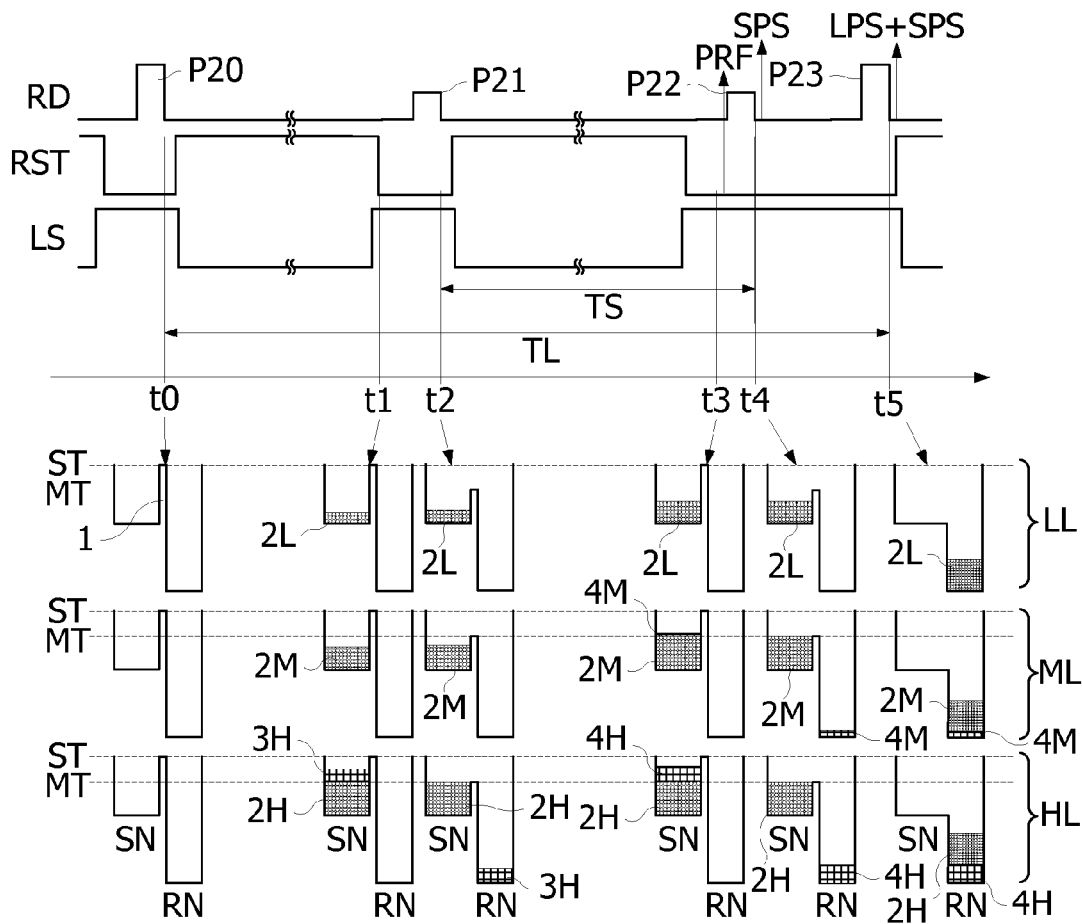 SPS LPS+SPS
P20 PRF P23
RD P21 P22
RST
LS
TS
TL
t0 t1 t2 t3 t4 t5
ST
MT
1 2L 2L 2L 2L 2L LL
ST 4M
MT
2M 2M 2M 2M 2M ML
4M 4M
ST 3H 4H
MT
2H 2H 2H HL
SN SN SN SN SN SN
3H 2H 4H
RN RN RN RN RN 2H RN 4H